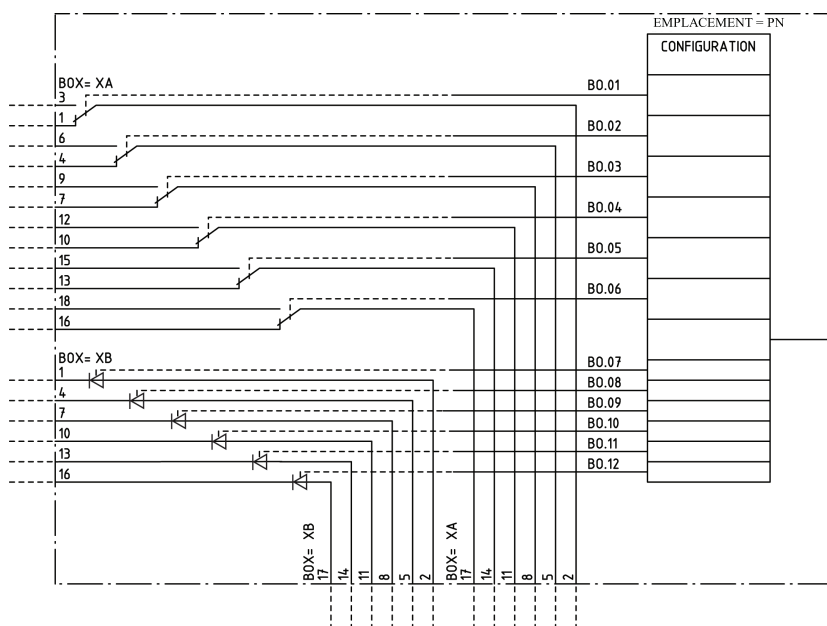 EMPLACEMENT = PN
CONFIGURATION
BOX= XA
3
BO.01
1
BO.02
6
4
BO.03
9
7
BO.04
12
10
BO.05
15
13
BO.06
18
16
BOX= XB
BO.07
1
BO.08
4
BO.09
7
BO.10
10
BO.11
13
BO.12
16
BOX= XB
17
14
11
8
5
2
BOX= XA
17
14
11
8
5
2